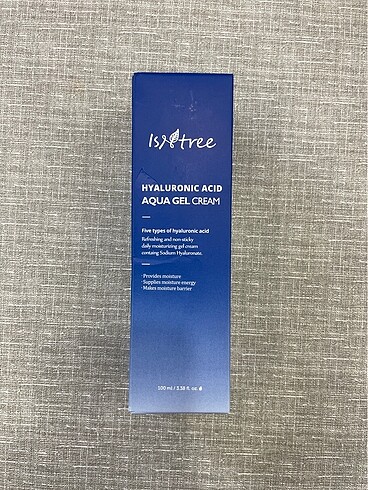 Isntree
HYALURONIC ACID
AQUA GEL CREAM
Five types of hyaluronic acid
Refreshing and non sticky
daily moisturizing gel cream
containg Sodium Hyaluronate.
· Provides moisture
· Supplies moisture energy
· Makes moisture barrier
100 ml / 3.38 fl. oz.